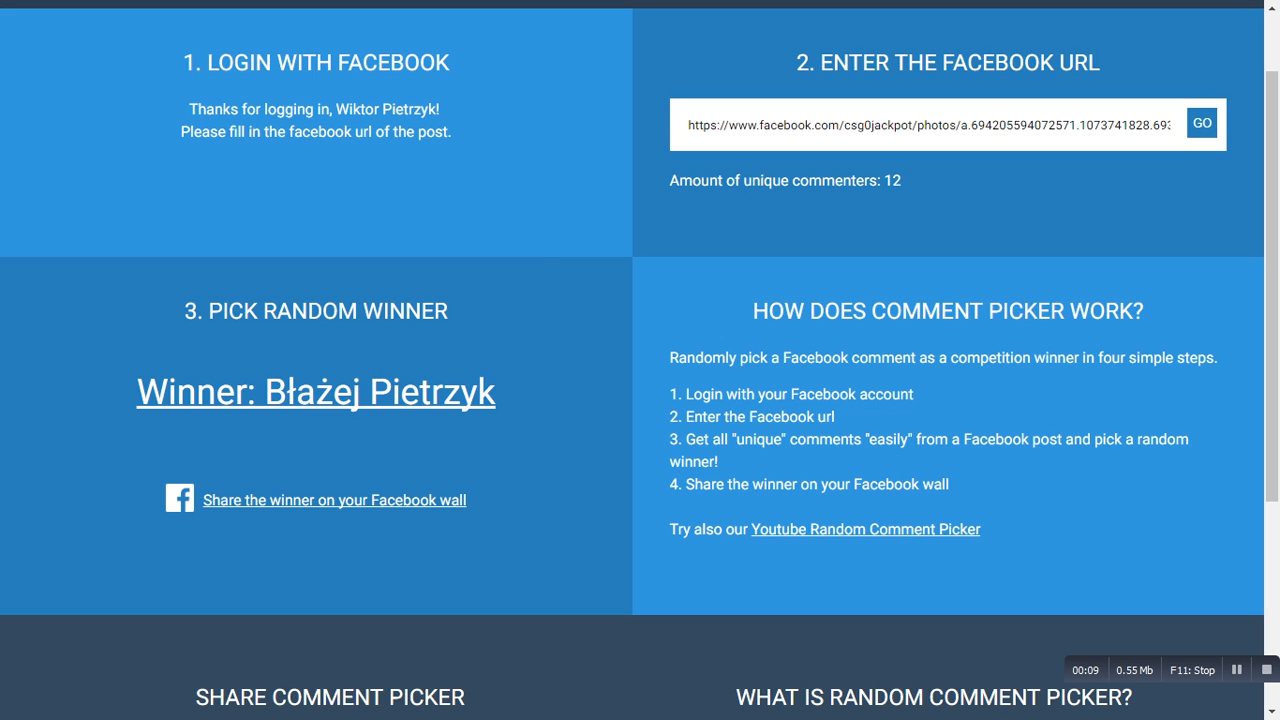 1. LOGIN WITH FACEBOOK
Thanks for logging in, Wiktor Pietrzyk!
Please fill in the facebook url of the post.
2. ENTER THE FACEBOOK URL
https://www.facebook.com/csg0jackpot/photos/a.694205594072571.1073741828.693
GO
Amount of unique commenters: 12
3. PICK RANDOM WINNER
Winner: Błażej Pietrzyk
Share the winner on your Facebook wall
HOW DOES COMMENT PICKER WORK?
Randomly pick a Facebook comment as a competition winner in four simple steps.
1. Login with your Facebook account
2. Enter the Facebook url
3. Get all "unique" comments "easily" from a Facebook post and pick a random
winner!
4. Share the winner on your Facebook wall
Try also our Youtube Random Comment Picker
00:09 0.55 Mb F11: Stop
SHARE COMMENT PICKER
WHAT IS RANDOM COMMENT PICKER?